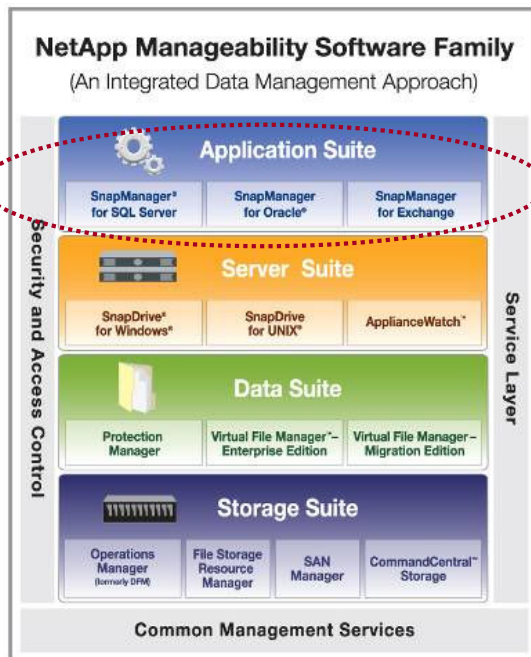 NetApp Manageability Software Family
(An Integrated Data Management Approach)
Security and Access Control
Application Suite
SnapManager®
for SQL Server
SnapManager
for Oracle®
SnapManager
for Exchange
Server Suite
SnapDrive®
for Windows®
SnapDrive
for UNIX®
ApplianceWatch™
Data Suite
Protection
Manager
Virtual File Manager™–
Enterprise Edition
Virtual File Manager–
Migration Edition
Storage Suite
Operations
Manager
(formerly DFM)
File Storage
Resource
Manager
SAN
Manager
CommandCentral™
Storage
Service Layer
Common Management Services